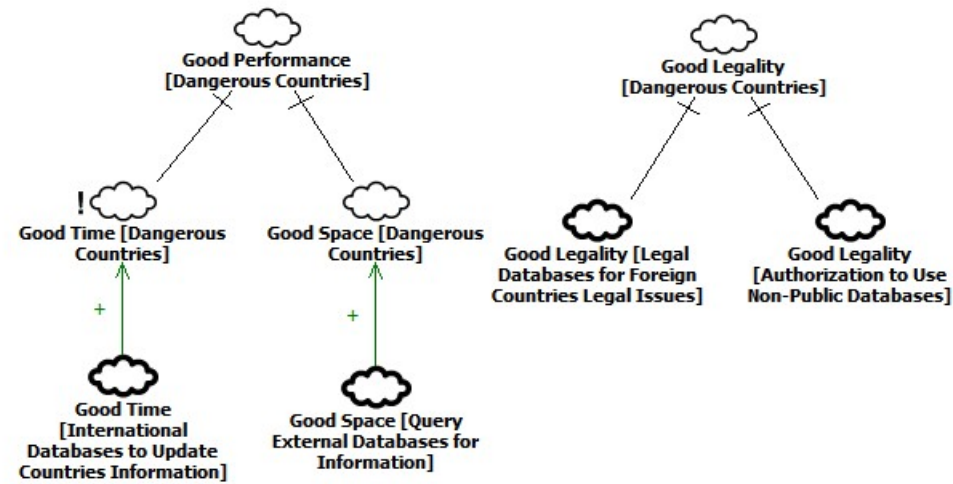 Good Performance
[Dangerous Countries]
Good Legality
[Dangerous Countries]
!
Good Time [Dangerous
Countries]
Good Space [Dangerous
Countries]
Good Legality [Legal
Databases for Foreign
Countries Legal Issues]
Good Legality
[Authorization to Use
Non-Public Databases]
+
+
Good Time
[International
Databases to Update
Countries Information]
Good Space [Query
External Databases for
Information]